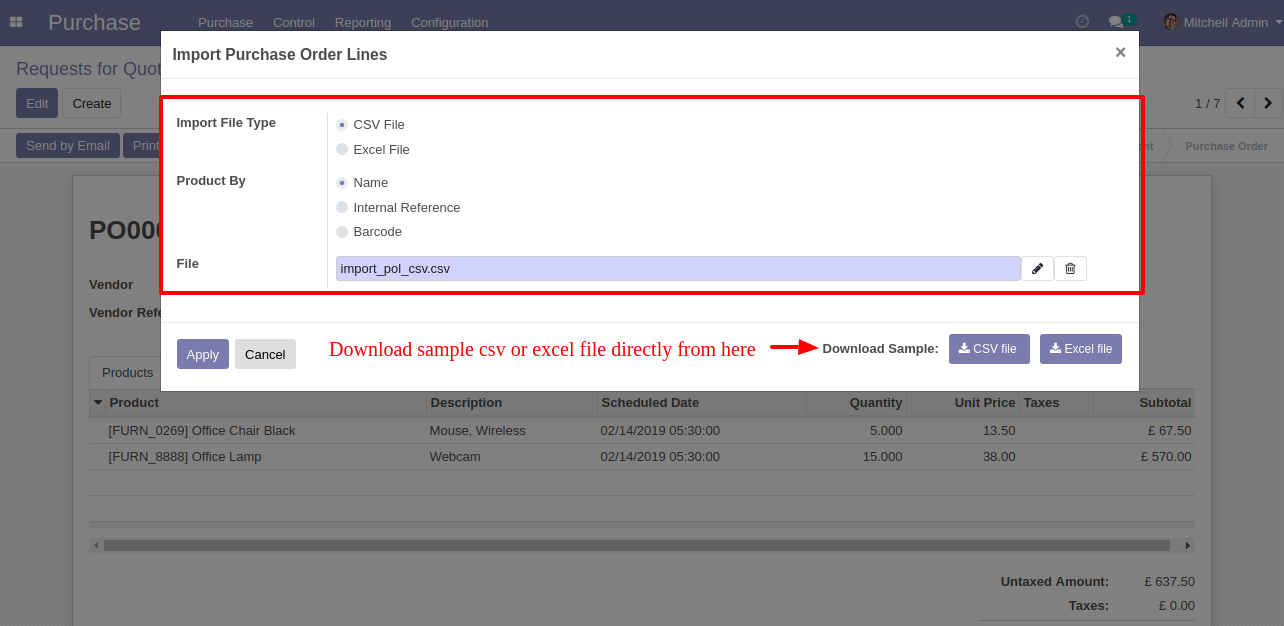 Purchase Purchase Control Reporting Configuration 1 Mitchell Admin
Import Purchase Order Lines ×
Requests for Quot
Edit Create 1 / 7
Send by Email Print Purchase Order
Import File Type CSV File
Excel File
Product By Name
Internal Reference
Barcode
File import_pol_csv.csv
Vendor
Vendor Refe
Apply Cancel Download sample csv or excel file directly from here Download Sample: CSV file Excel file
Products
Product Description Scheduled Date Quantity Unit Price Taxes Subtotal
[FURN_0269] Office Chair Black Mouse, Wireless 02/14/2019 05:30:00 5.000 13.50 £ 67.50
[FURN_8888] Office Lamp Webcam 02/14/2019 05:30:00 15.000 38.00 £ 570.00
Untaxed Amount: £ 637.50
Taxes: £ 0.00